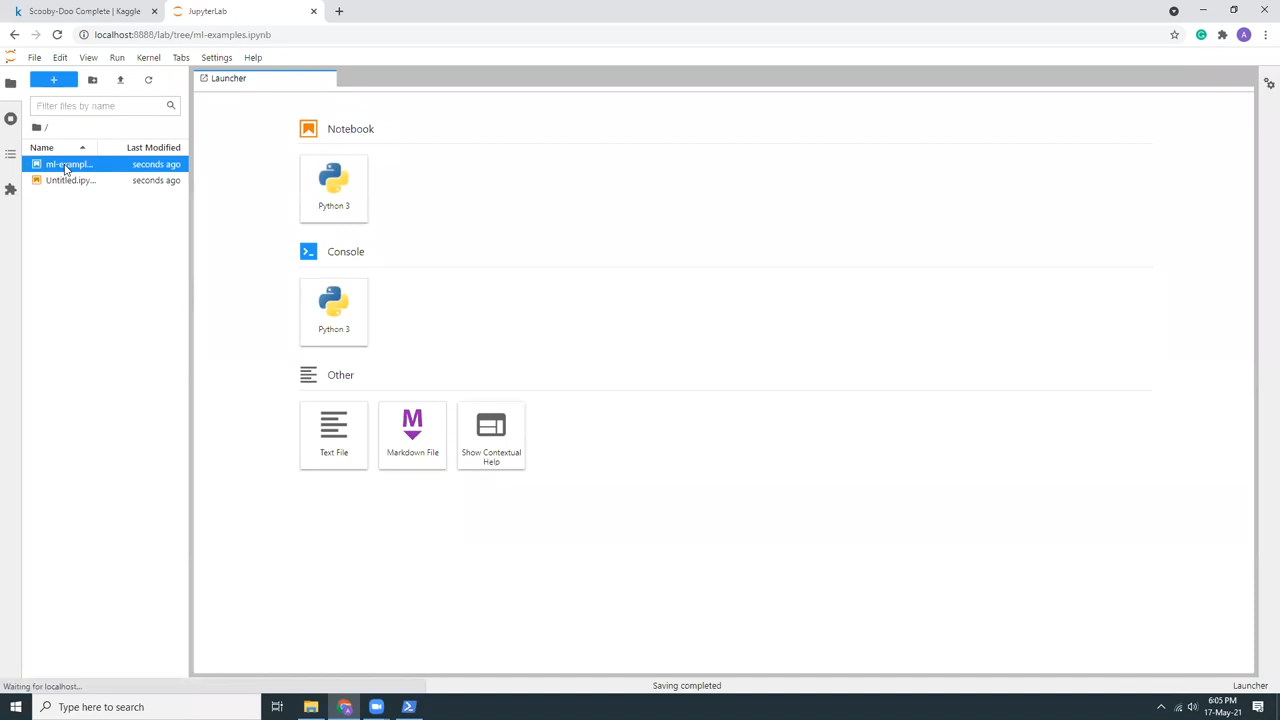 Scooby-Doo Complete | Kaggle
JupyterLab
localhost:8888/lab/tree/ml-examples.ipynb
A
File Edit View Run Kernel Tabs Settings Help
Launcher
Filter files by name
/
Name Last Modified
ml-exampl... seconds ago
Untitled.ipy... seconds ago
Notebook
Python 3
Console
Python 3
Other
Text File
Markdown File
Show Contextual
Help
Waiting for localhost...
Saving completed
Launcher
Type here to search
6:05 PM
17-May-21